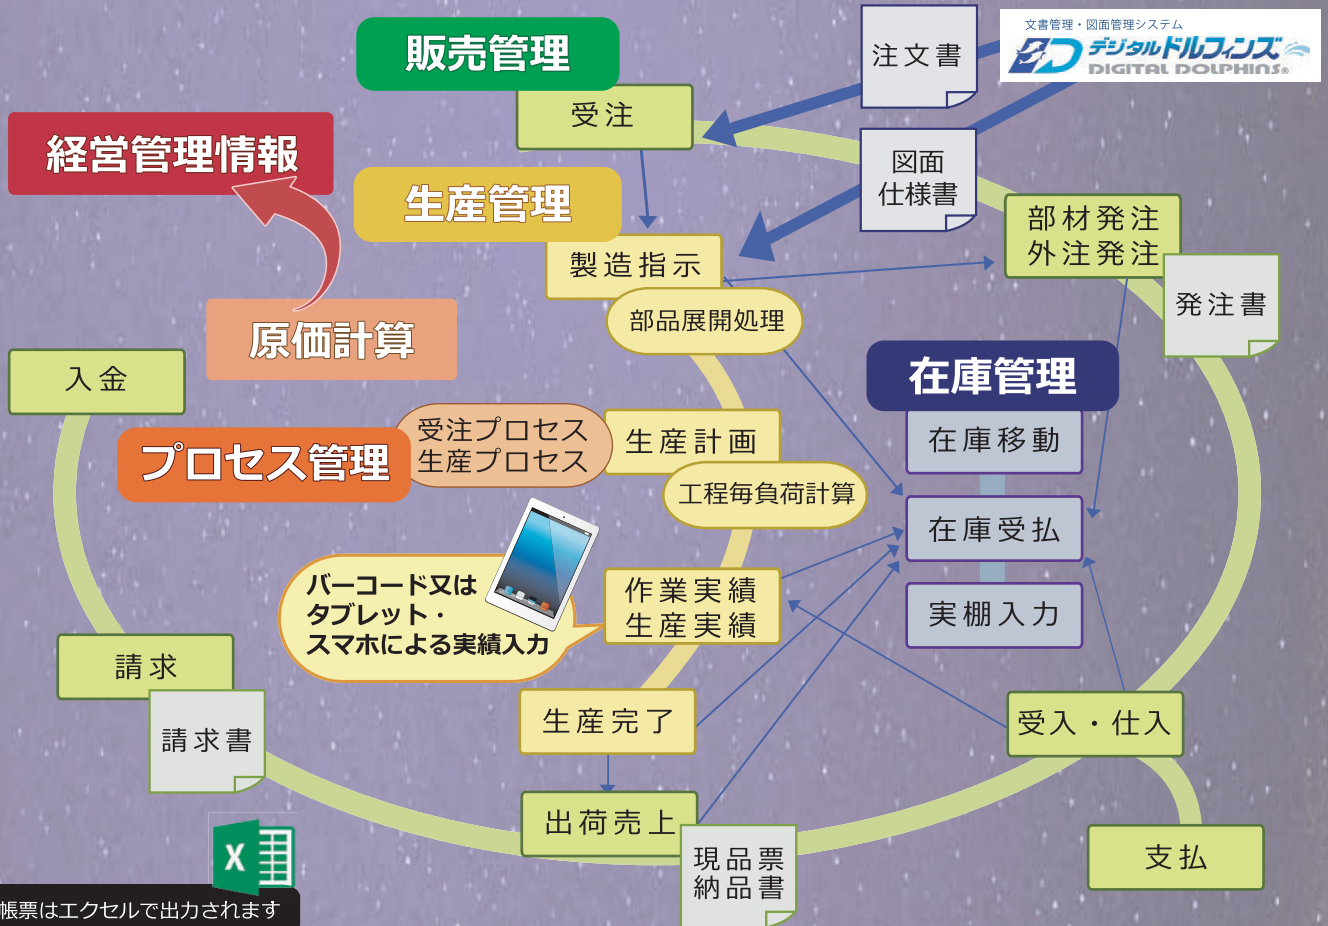 文書管理・図面管理システム
デジタルドルフィンズ
DIGITAL DOLPHINS®
販売管理
注文書
受注
経営管理情報
生産管理
図面
仕様書
部材発注
外注発注
製造指示
発注書
部品展開処理
原価計算
在庫管理
入金
受注プロセス
生産プロセス
生産計画
在庫移動
プロセス管理
工程毎負荷計算
在庫受払
バーコード又は
タブレット・
スマホによる実績入力
作業実績
生産実績
実棚入力
請求
請求書
生産完了
受入・仕入
出荷売上
現品票
納品書
支払
X
帳票はエクセルで出力されます